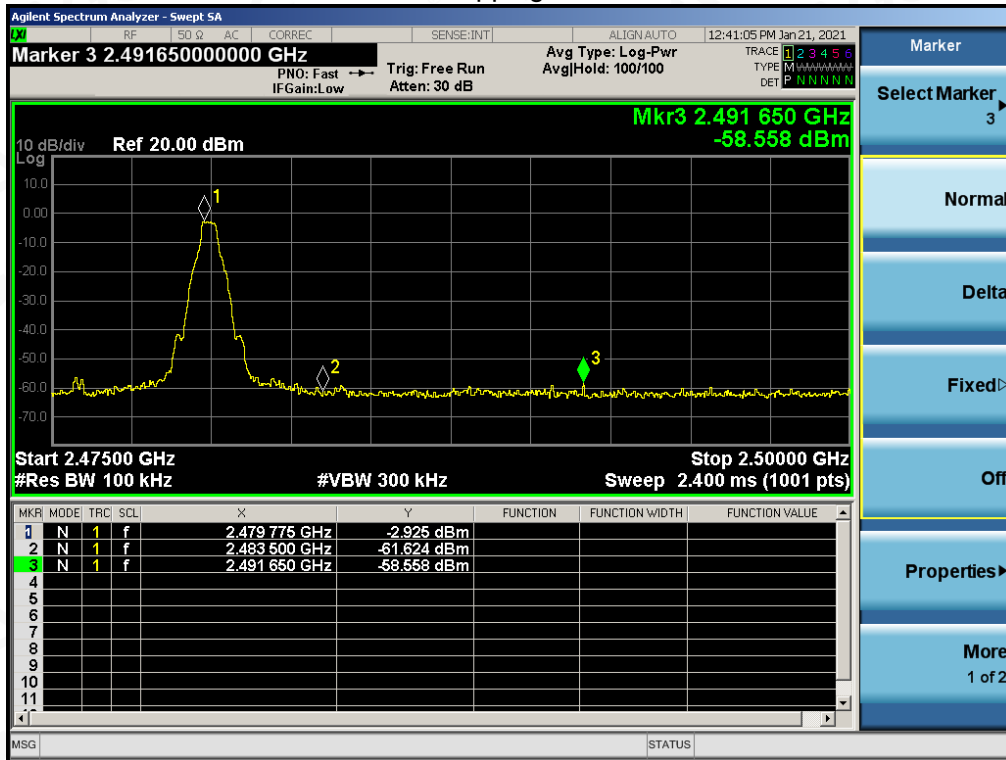 pping
Agilent Spectrum Analyzer - Swept SA
LXI RF 50 Ω AC CORREC SENSE:INT ALIGN AUTO 12:41:05 PM Jan 21, 2021
Marker 3 2.491650000000 GHz
PNO: Fast
IFGain:Low
Trig: Free Run
Atten: 30 dB
Avg Type: Log-Pwr
Avg|Hold: 100/100
TRACE 1 2 3 4 5 6
TYPE MWWWWW
DET P N N N N N
Mkr3 2.491 650 GHz
-58.558 dBm
10 dB/div Ref 20.00 dBm
Log
10.0
0.00
-10.0
-20.0
-30.0
-40.0
-50.0
-60.0
-70.0
1
2
3
Start 2.47500 GHz Stop 2.50000 GHz
#Res BW 100 kHz #VBW 300 kHz Sweep 2.400 ms (1001 pts)
MKR MODE TRC SCL X Y FUNCTION FUNCTION WIDTH FUNCTION VALUE
1 N 1 f 2.479 775 GHz -2.925 dBm
2 N 1 f 2.483 500 GHz -61.624 dBm
3 N 1 f 2.491 650 GHz -58.558 dBm
4
5
6
7
8
9
10
11
MSG STATUS
Marker
Select Marker
3
Normal
Delta
Fixed
Off
Properties
More
1 of 2